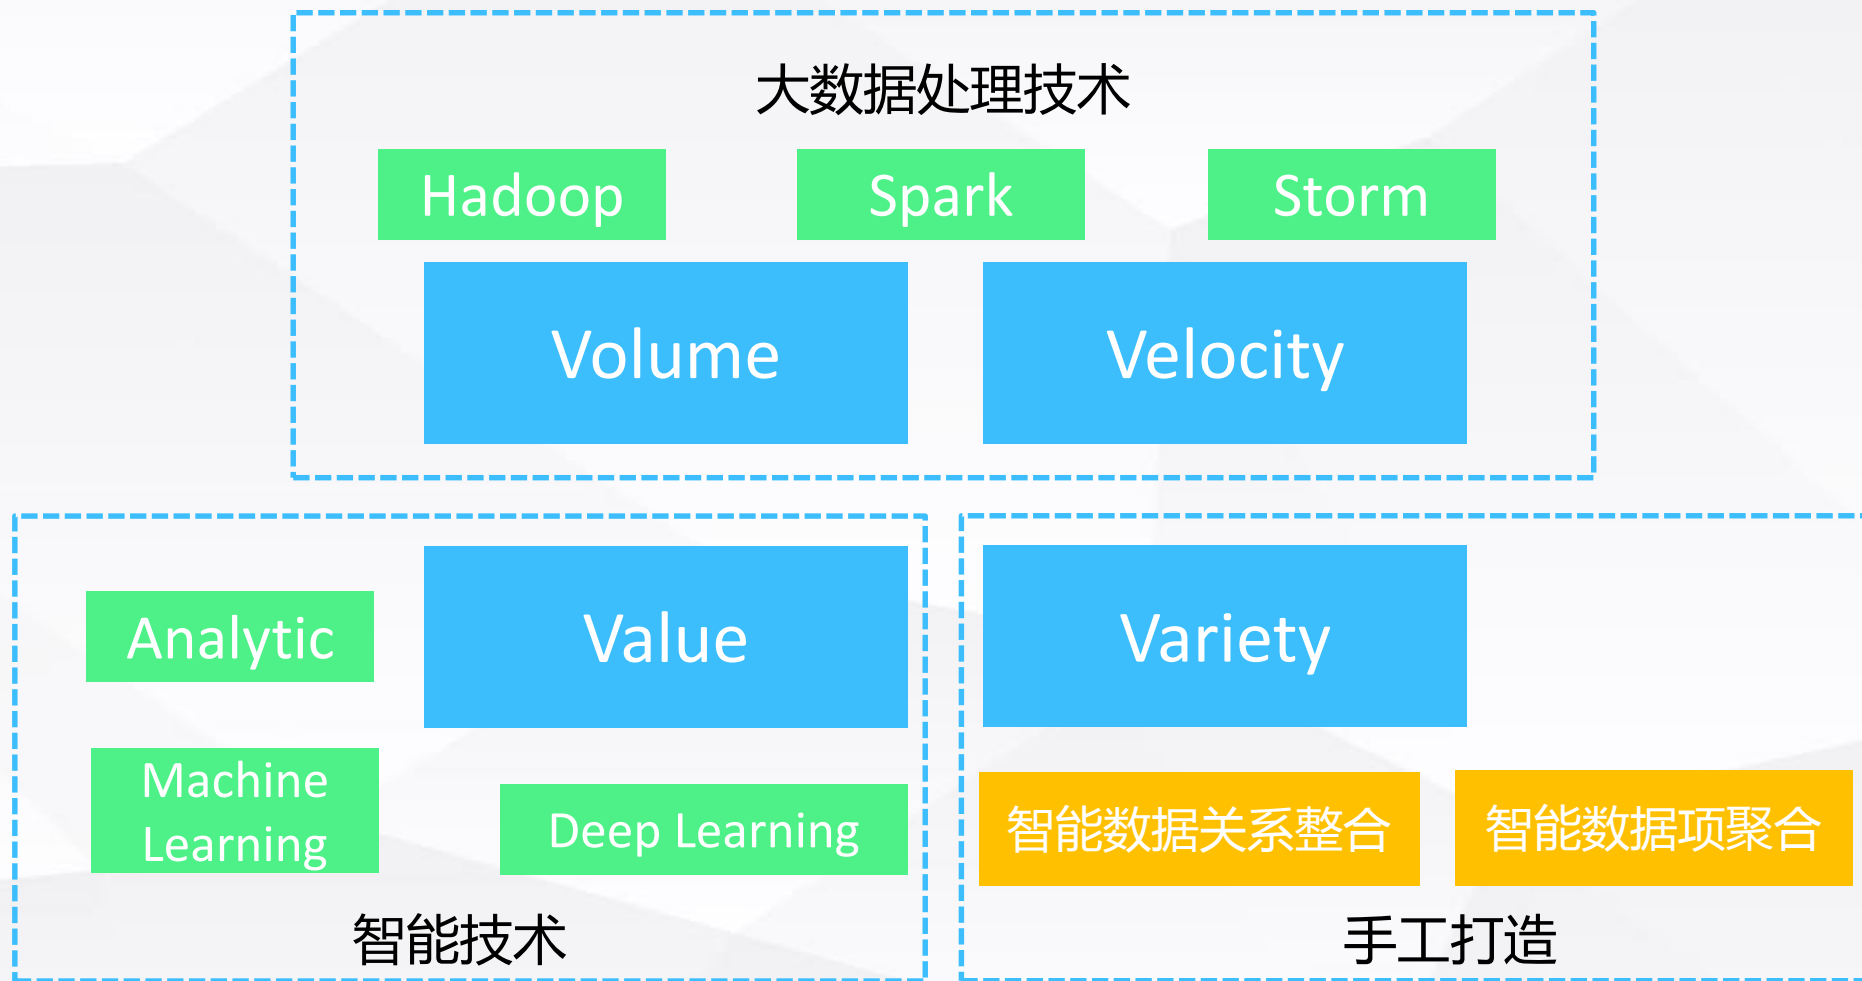 大数据处理技术
Hadoop
Spark
Storm
Volume
Velocity
Analytic
Value
Machine
Learning
Deep Learning
智能技术
Variety
智能数据关系整合
智能数据项聚合
手工打造